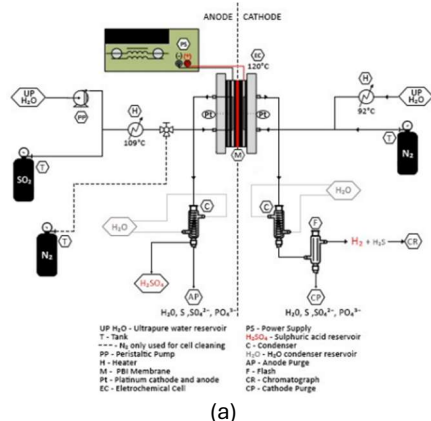 ANODE CATHODE
PS
EC
120°C
H
UP
H₂O
PP
H
109°C
Pt
Pt
92°C
UP
H₂O
T
N₂
SO₂
T
M
N₂
T
H₂O
C
C
H₂O
F
H₂SO₄
H₂ + H₂S
CR
AP
CP
H₂O, S ,SO₄²⁻, PO₄³⁻
H₂O, S ,SO₄²⁻, PO₄³⁻
UP H₂O - Ultrapure water reservoir
T - Tank
---- N₂ only used for cell cleaning
PP - Peristaltic Pump
H - Heater
M - PBI Membrane
Pt - Platinum cathode and anode
EC - Eletrochemical Cell
PS - Power Supply
H₂SO₄ - Sulphuric acid reservoir
C - Condenser
H₂O - H₂O condenser reservoir
AP - Anode Purge
F - Flash
CR - Chromatograph
CP - Cathode Purge
(a)